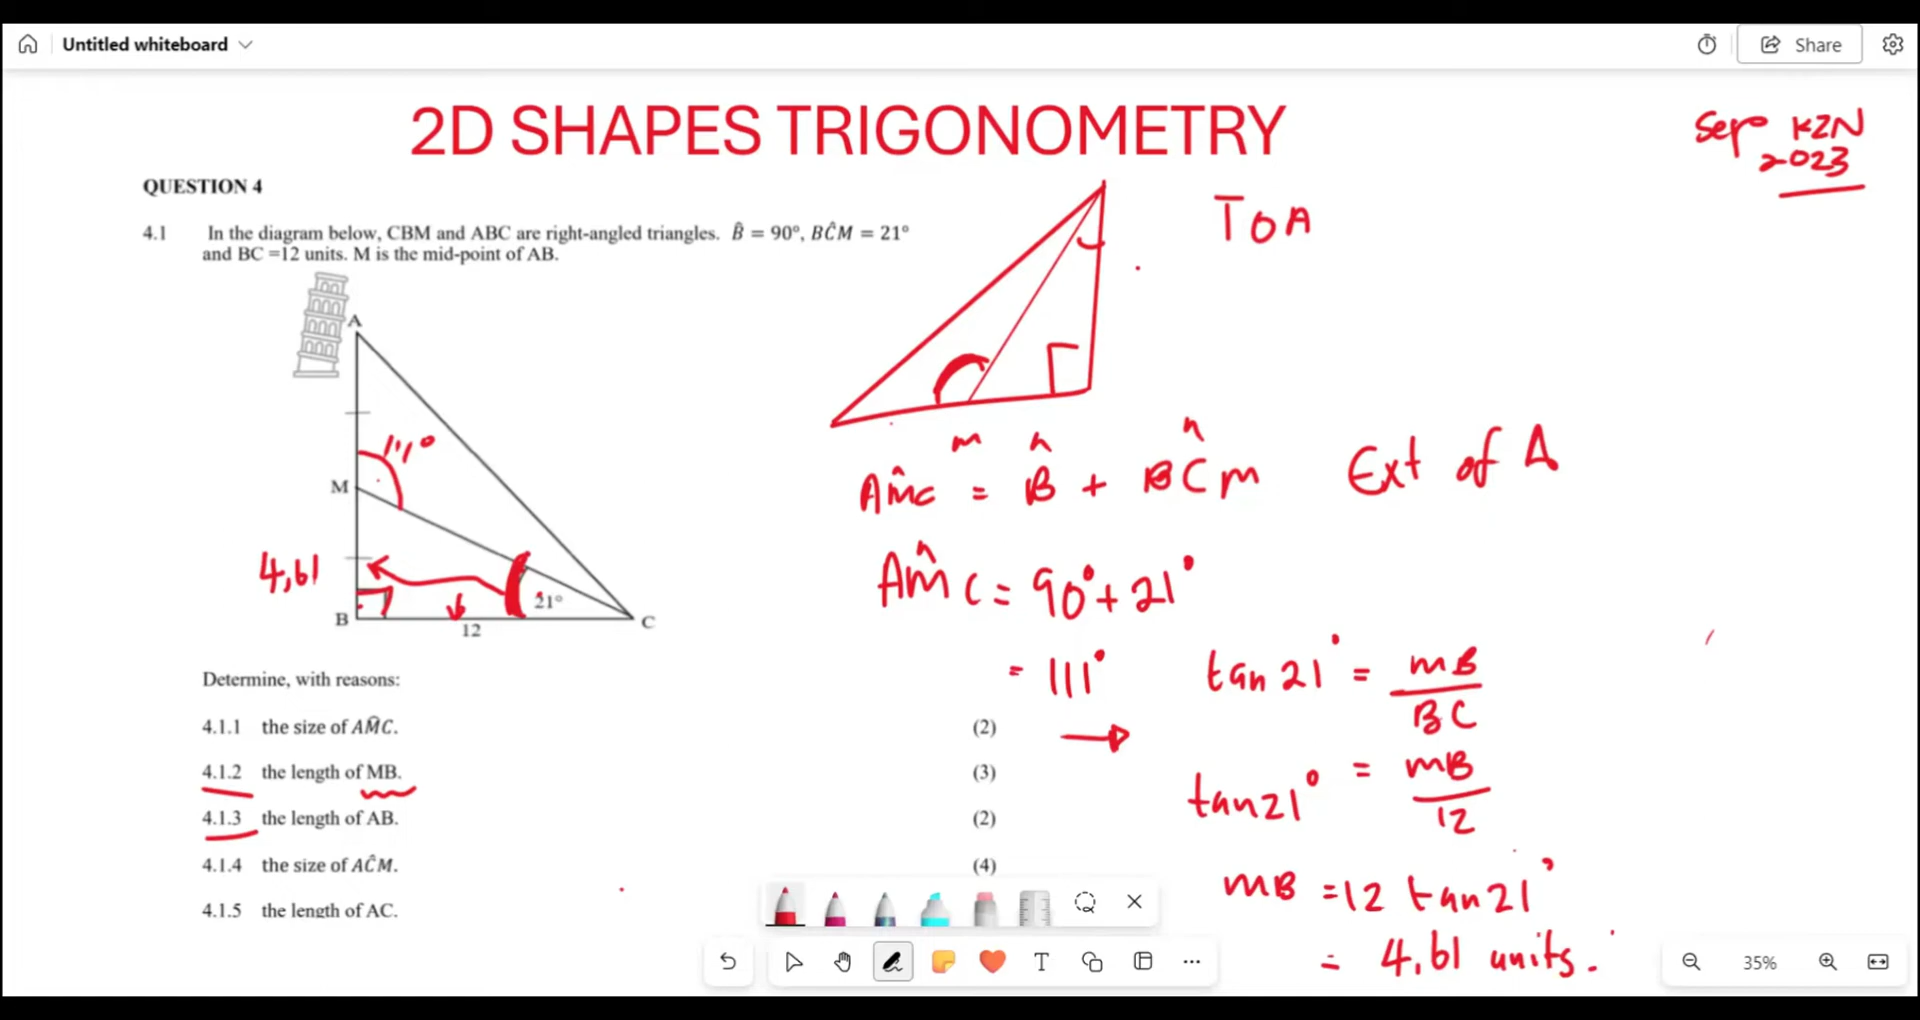 Untitled whiteboard
Share
2D SHAPES TRIGONOMETRY
Sep KZN
2023
QUESTION 4
4.1 In the diagram below, CBM and ABC are right-angled triangles. B̂ = 90°, BĈM = 21°
and BC =12 units. M is the mid-point of AB.
TOA
A
111°
M
4,61
21°
B
12
C
m
AM̂C = B̂ + BĈM Ext of Δ
AM̂C = 90° + 21°
= 111°
tan 21° = MB/BC
tan 21° = MB/12
MB = 12 tan 21°
= 4,61 units.
Determine, with reasons:
4.1.1 the size of AM̂C. (2)
4.1.2 the length of MB. (3)
4.1.3 the length of AB. (2)
4.1.4 the size of AĈM. (4)
4.1.5 the length of AC.
T
35%